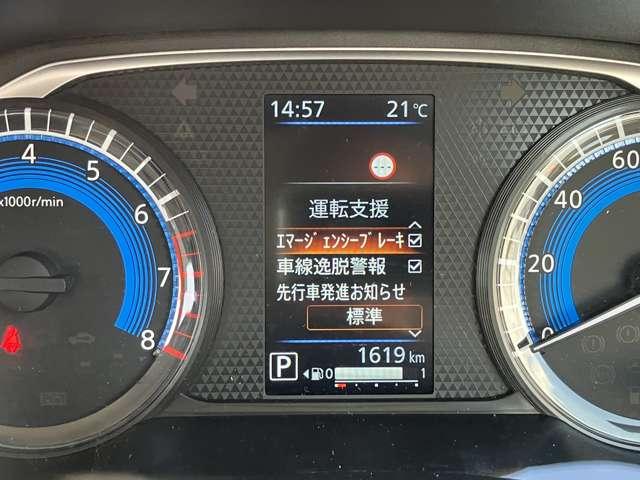 14:57 21℃
運転支援
エマージェンシーブレーキ
車線逸脱警報
先行車発進お知らせ
標準
1619 km
P 0 1
4 5 6 7 8
x1000r/min
0 20 40 60